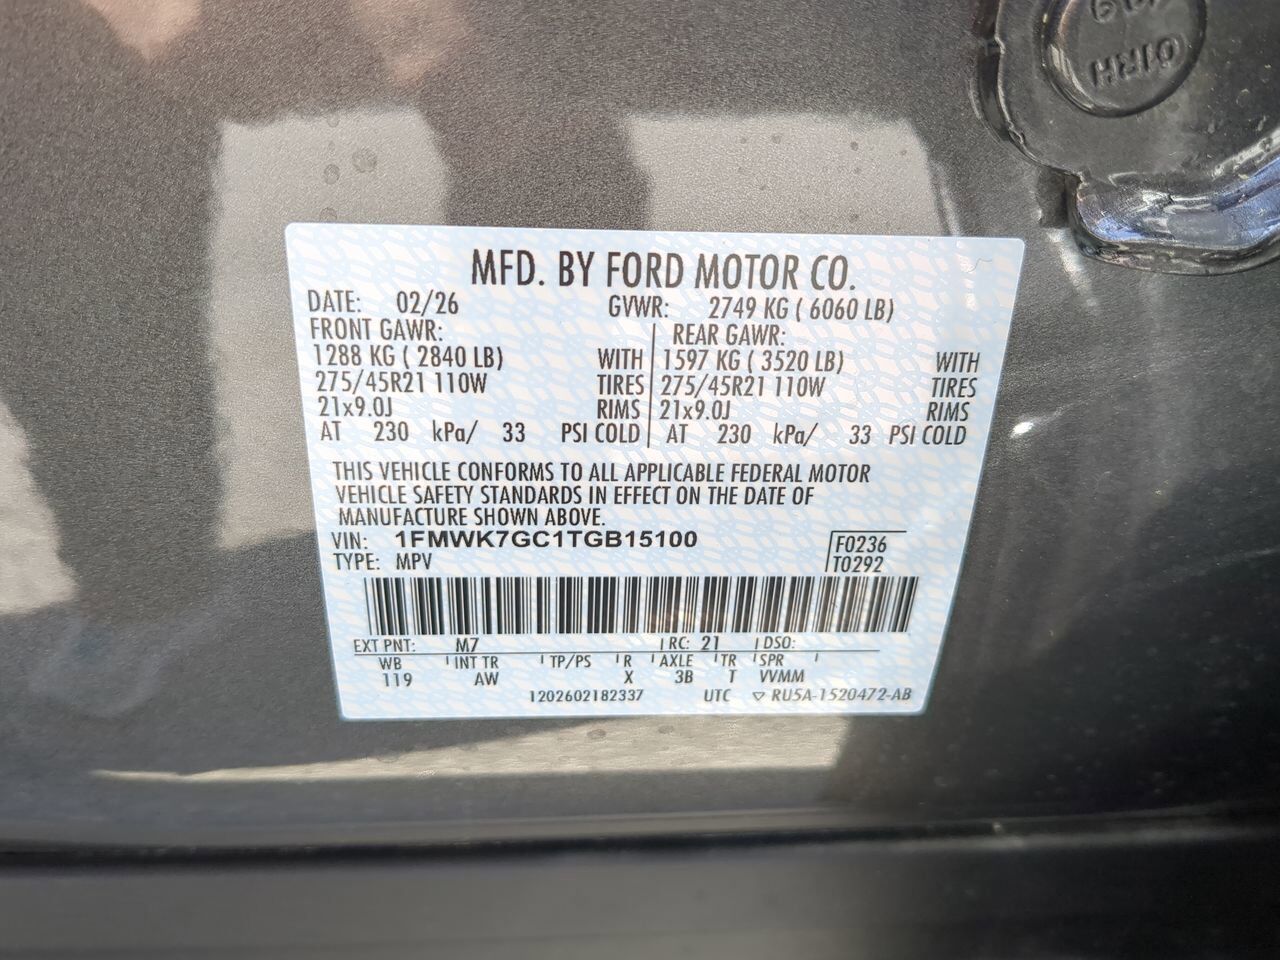 01RH
MFD. BY FORD MOTOR CO.
DATE: 02/26 GVWR: 2749 KG ( 6060 LB)
FRONT GAWR: REAR GAWR:
1288 KG ( 2840 LB) WITH 1597 KG ( 3520 LB) WITH
275/45R21 110W TIRES 275/45R21 110W TIRES
21x9.0J RIMS 21x9.0J RIMS
AT 230 kPa/ 33 PSI COLD AT 230 kPa/ 33 PSI COLD
THIS VEHICLE CONFORMS TO ALL APPLICABLE FEDERAL MOTOR
VEHICLE SAFETY STANDARDS IN EFFECT ON THE DATE OF
MANUFACTURE SHOWN ABOVE.
VIN: 1FMWK7GC1TGB15100 F0236
TYPE: MPV T0292
EXT PNT: M7 RC: 21 DSO:
WB INT TR TP/PS R AXLE TR SPR
119 AW X 3B T VVMM
1202602182337 UTC ▽ RU5A-1520472-AB